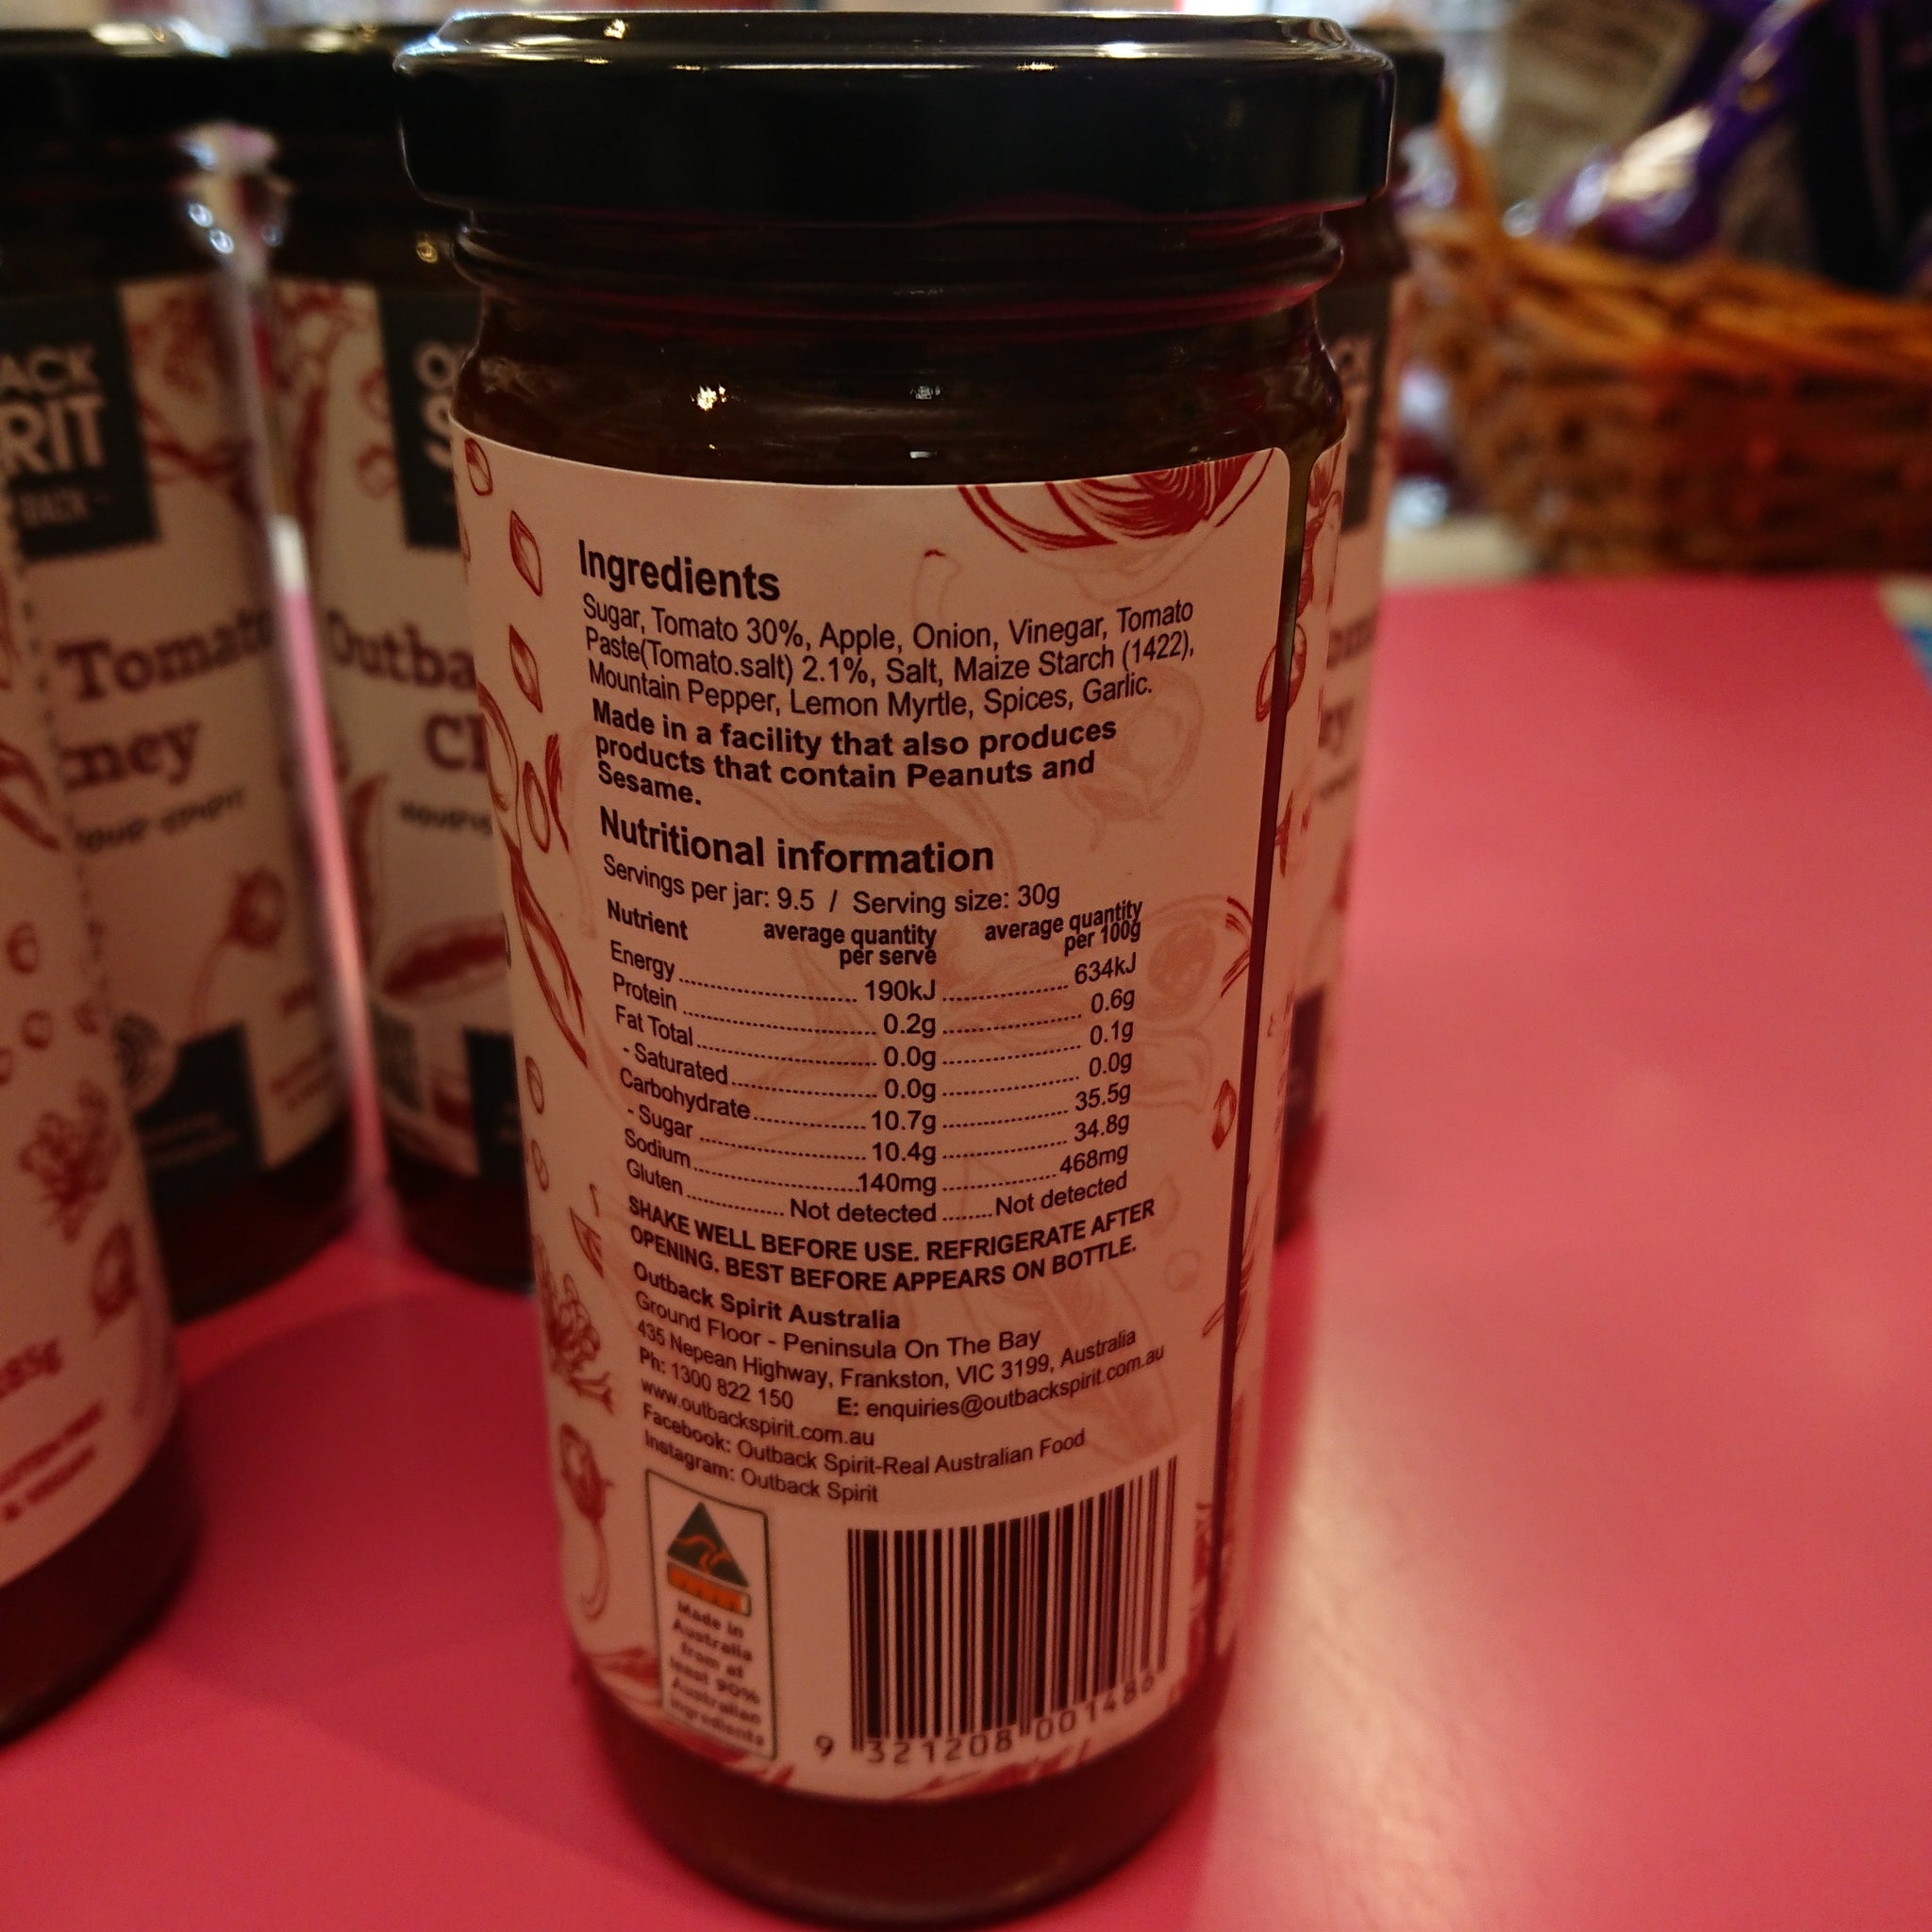 ACK
RIT
BACK
Tomato
ney
Outba
Ingredients
Sugar, Tomato 30%, Apple, Onion, Vinegar, Tomato
Paste(Tomato.salt) 2.1%, Salt, Maize Starch (1422),
Mountain Pepper, Lemon Myrtle, Spices, Garlic.
Made in a facility that also produces
products that contain Peanuts and
Sesame.
Nutritional information
Servings per jar: 9.5 / Serving size: 30g
Nutrient average quantity per serve average quantity per 100g
Energy 190kJ 634kJ
Protein 0.2g 0.6g
Fat Total 0.0g 0.1g
- Saturated 0.0g 0.0g
Carbohydrate 10.7g 35.5g
- Sugar 10.4g 34.8g
Sodium 140mg 468mg
Gluten Not detected Not detected
SHAKE WELL BEFORE USE. REFRIGERATE AFTER
OPENING. BEST BEFORE APPEARS ON BOTTLE.
Outback Spirit Australia
Ground Floor - Peninsula On The Bay
435 Nepean Highway, Frankston, VIC 3199, Australia
Ph: 1300 822 150 E: enquiries@outbackspirit.com.au
www.outbackspirit.com.au
Facebook: Outback Spirit-Real Australian Food
Instagram: Outback Spirit
Made in
Australia
from at
least 90%
Australian
ingredients
9 321208 001486